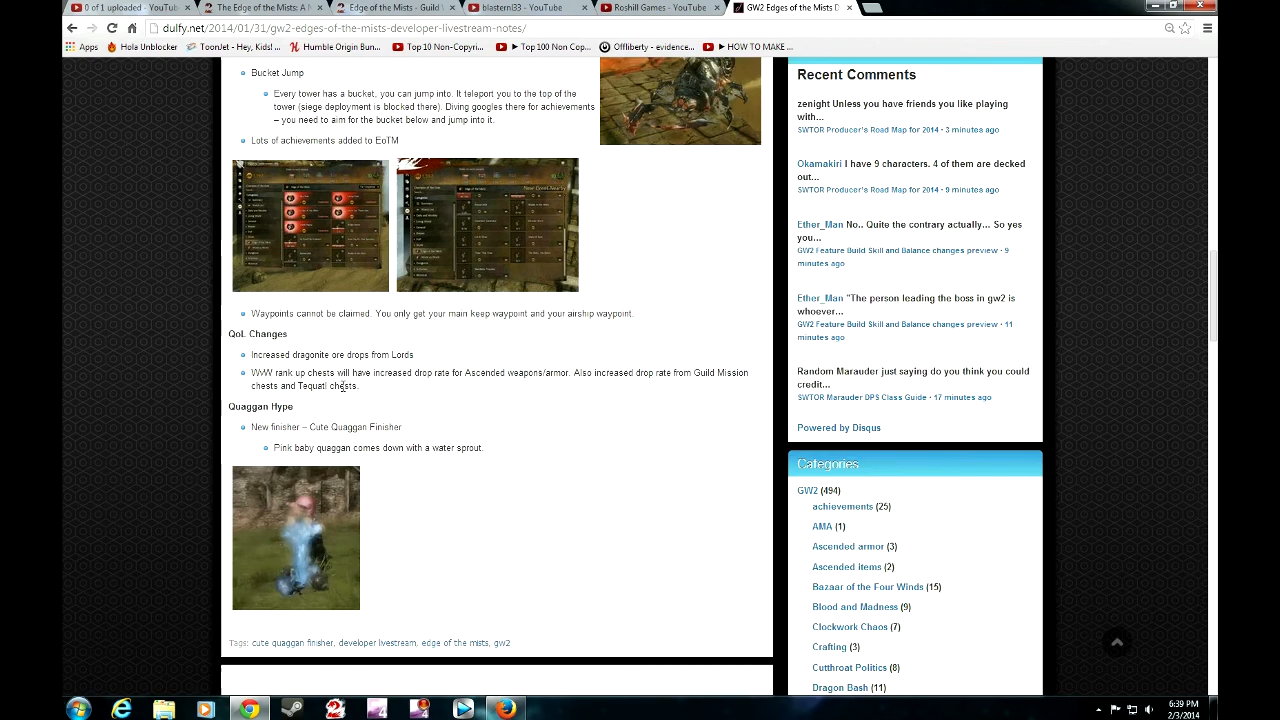 0 of 1 uploaded - YouTube
The Edge of the Mists: A
Edge of the Mists - Guild
blasternl33 - YouTube
Roshill Games - YouTube
GW2 Edges of the Mists D
dulfy.net/2014/01/31/gw2-edges-of-the-mists-developer-livestream-notes/
Apps
Hola Unblocker
ToonJet - Hey, Kids!...
Humble Origin Bun...
Top 10 Non-Copyri...
Top 100 Non Cop...
Offliberty - evidence...
HOW TO MAKE ...
Bucket Jump
Every tower has a bucket, you can jump into. It teleport you to the top of the
tower (siege deployment is blocked there). Diving googles there for achievements
– you need to aim for the bucket below and jump into it.
Lots of achievements added to EoTM
Waypoints cannot be claimed. You only get your main keep waypoint and your airship waypoint.
QoL Changes
Increased dragonite ore drops from Lords
WvW rank up chests will have increased drop rate for Ascended weapons/armor. Also increased drop rate from Guild Mission
chests and Tequatl chests.
Quaggan Hype
New finisher – Cute Quaggan Finisher
Pink baby quaggan comes down with a water sprout.
Tags: cute quaggan finisher, developer livestream, edge of the mists, gw2
Recent Comments
zenight Unless you have friends you like playing
with...
SWTOR Producer's Road Map for 2014 · 3 minutes ago
Okamakiri I have 9 characters. 4 of them are decked
out...
SWTOR Producer's Road Map for 2014 · 9 minutes ago
Ether_Man No.. Quite the contrary actually... So yes
you...
GW2 Feature Build Skill and Balance changes preview · 9
minutes ago
Ether_Man "The person leading the boss in gw2 is
whoever...
GW2 Feature Build Skill and Balance changes preview · 11
minutes ago
Random Marauder just saying do you think you could
credit...
SWTOR Marauder DPS Class Guide · 17 minutes ago
Powered by Disqus
Categories
GW2 (494)
achievements (25)
AMA (1)
Ascended armor (3)
Ascended items (2)
Bazaar of the Four Winds (15)
Blood and Madness (9)
Clockwork Chaos (7)
Crafting (3)
Cutthroat Politics (8)
Dragon Bash (11)
6:39 PM
2/3/2014